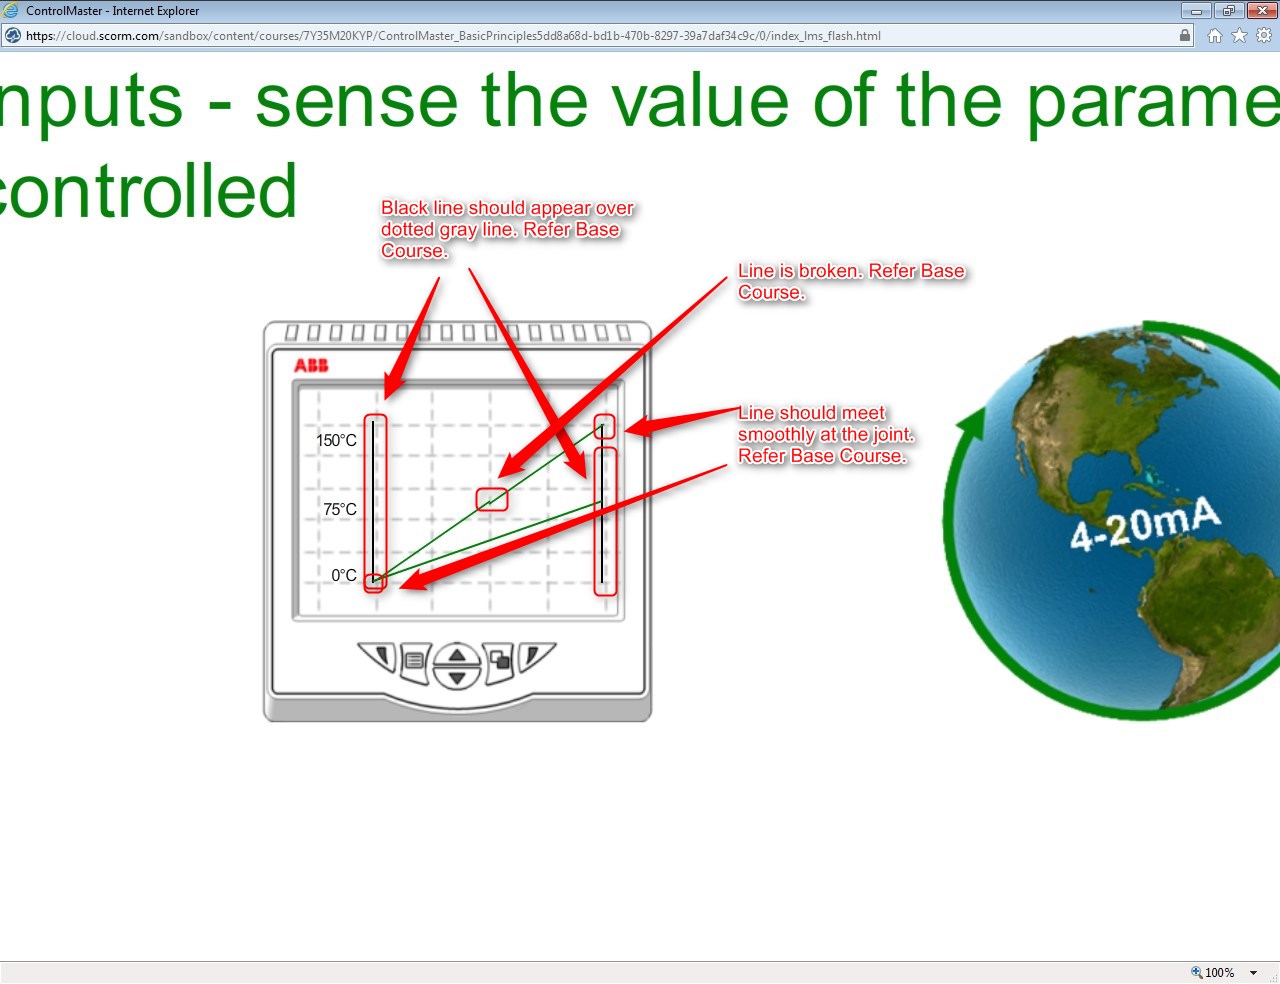 ControlMaster - Internet Explorer
https://cloud.scorm.com/sandbox/content/courses/7Y35M20KYP/ControlMaster_BasicPrinciples5dd8a68d-bd1b-470b-8297-39a7daf34c9c/0/index_lms_flash.html
nputs - sense the value of the parame
controlled
Black line should appear over
dotted gray line. Refer Base
Course.
Line is broken. Refer Base
Course.
ABB
Line should meet
smoothly at the joint.
Refer Base Course.
150°C
75°C
0°C
4-20mA
100%